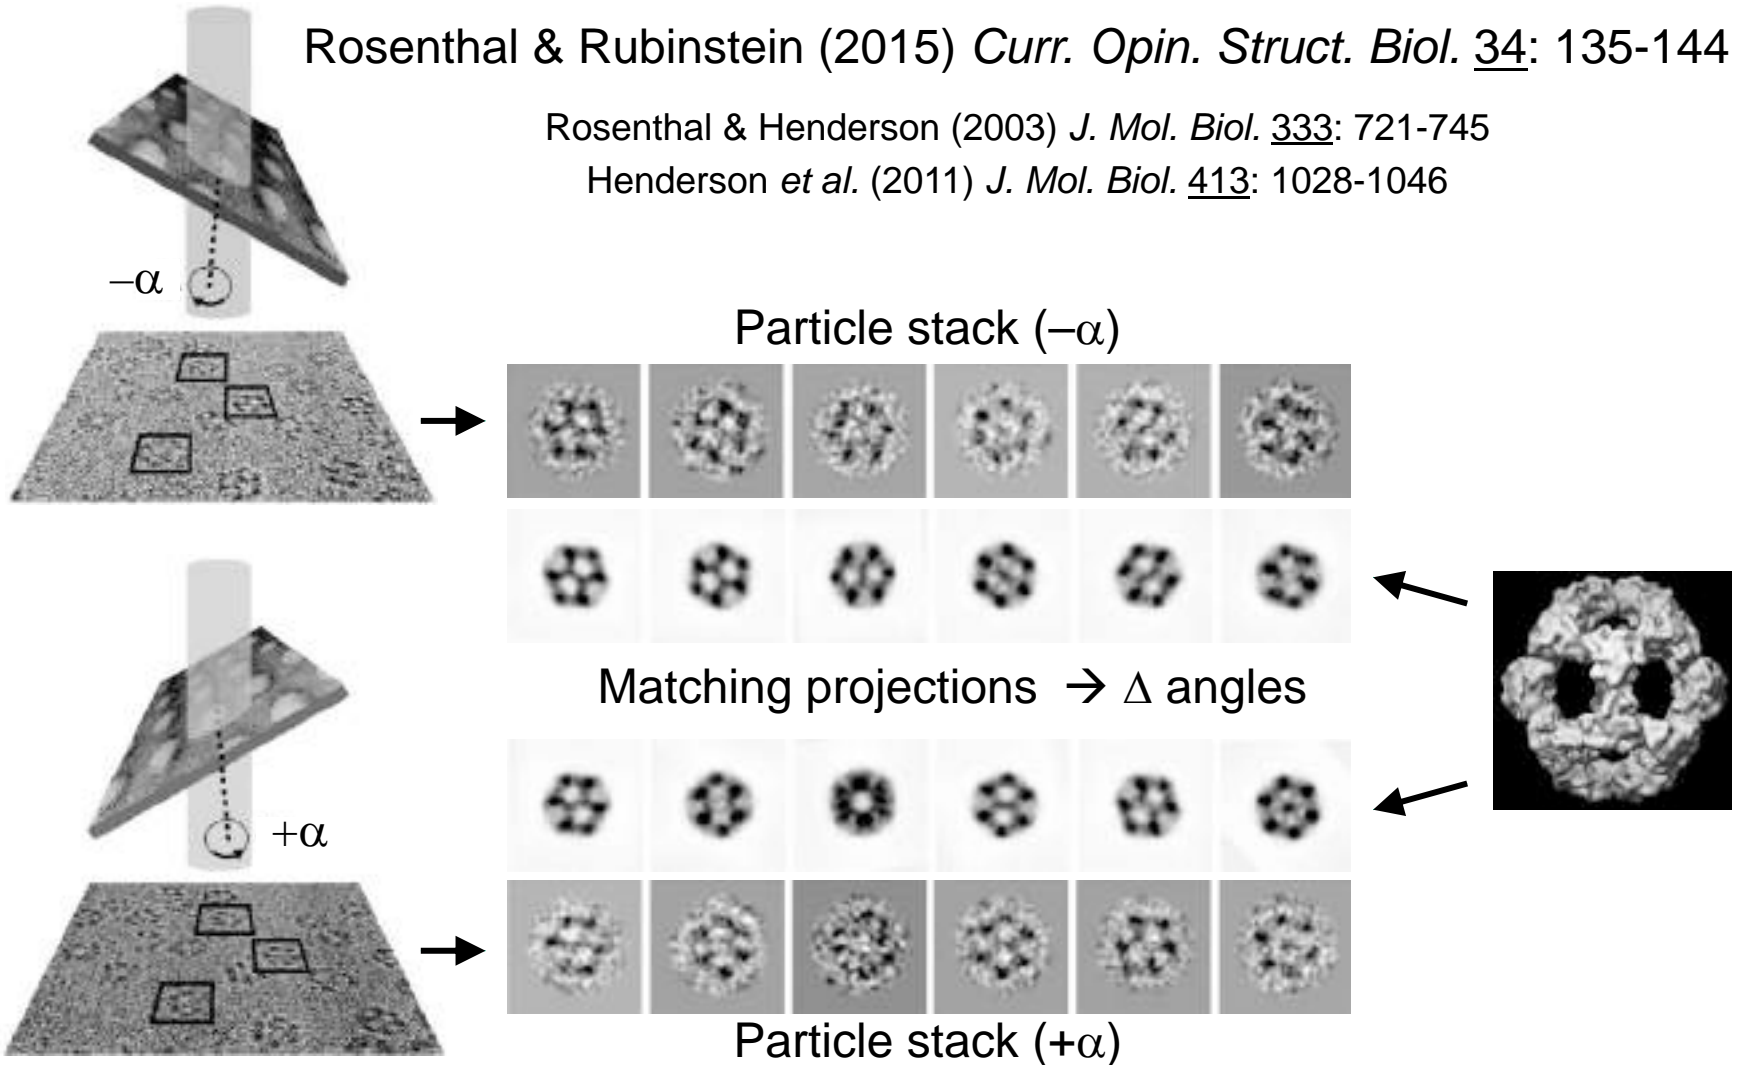 Rosenthal & Rubinstein (2015) Curr. Opin. Struct. Biol. 34: 135-144
Rosenthal & Henderson (2003) J. Mol. Biol. 333: 721-745
Henderson et al. (2011) J. Mol. Biol. 413: 1028-1046
–α
Particle stack (–α)
Matching projections → Δ angles
+α
Particle stack (+α)